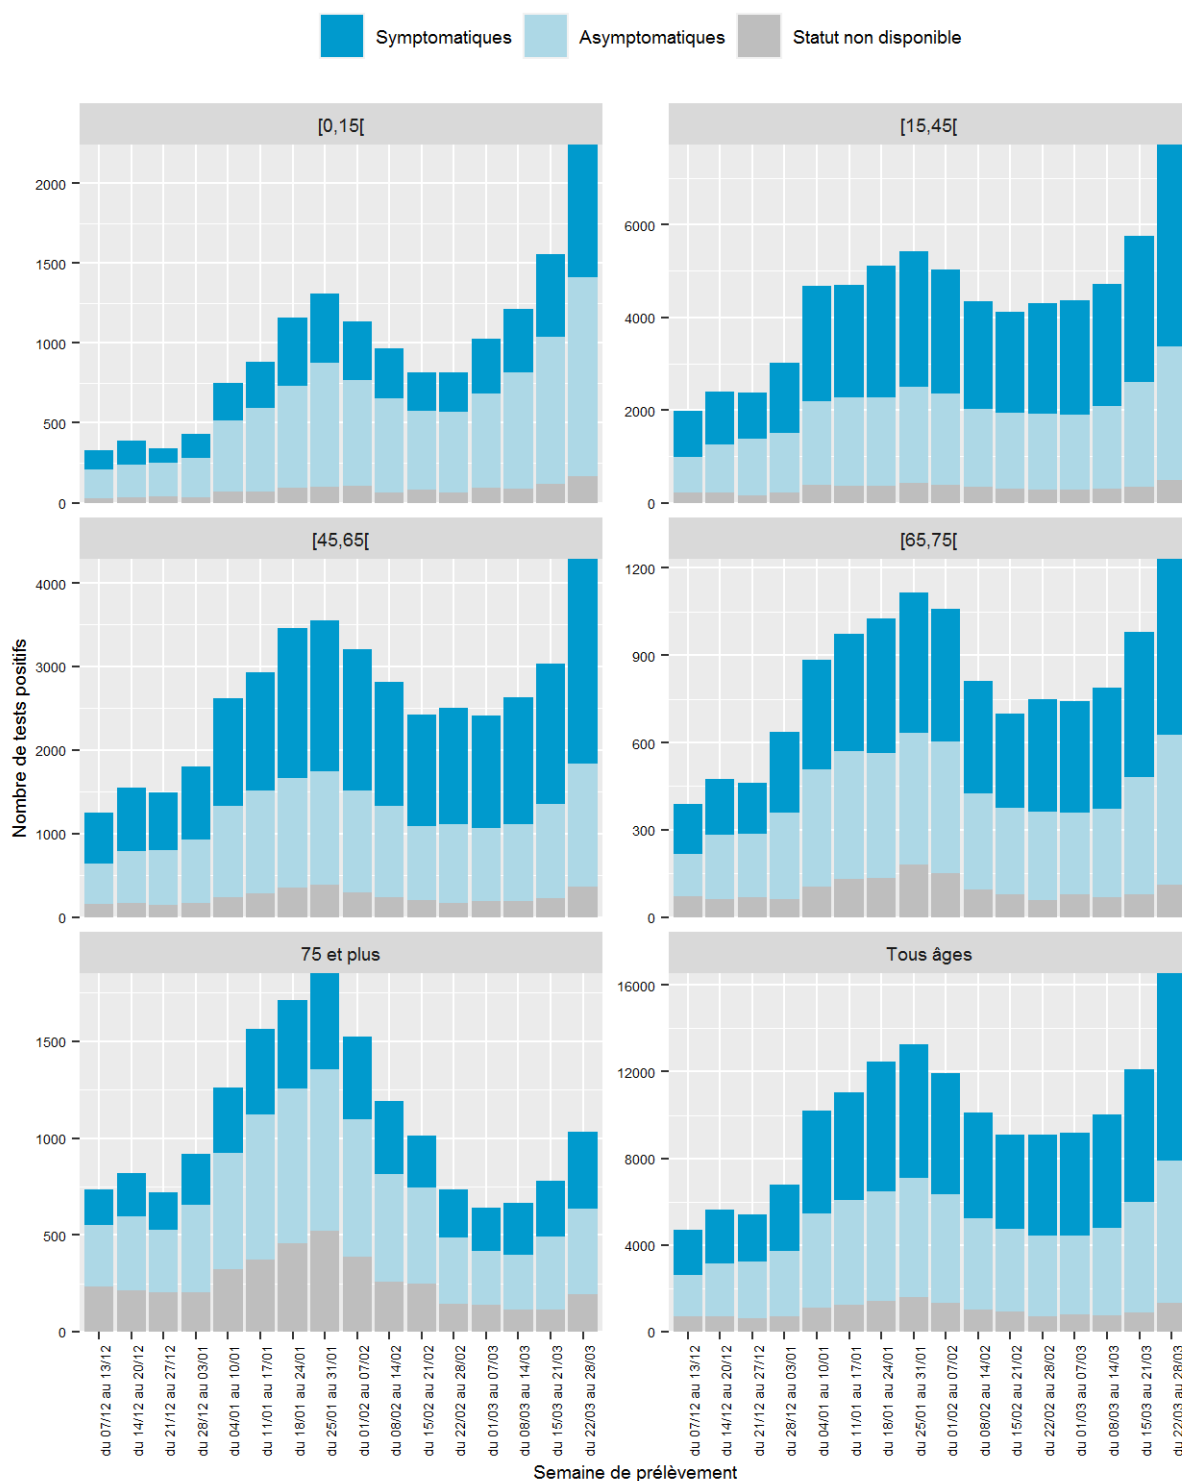 Symptomatiques Asymptomatiques Statut non disponible
[0,15[ [15,45[
2000
1500
1000
500
0
6000
4000
2000
0
[45,65[ [65,75[
4000
3000
2000
1000
0
1200
900
600
300
0
75 et plus Tous âges
1500
1000
500
0
16000
12000
8000
4000
0
Nombre de tests positifs
du 07/12 au 13/12
du 14/12 au 20/12
du 21/12 au 27/12
du 28/12 au 03/01
du 04/01 au 10/01
du 11/01 au 17/01
du 18/01 au 24/01
du 25/01 au 31/01
du 01/02 au 07/02
du 08/02 au 14/02
du 15/02 au 21/02
du 22/02 au 28/02
du 01/03 au 07/03
du 08/03 au 14/03
du 15/03 au 21/03
du 22/03 au 28/03
du 07/12 au 13/12
du 14/12 au 20/12
du 21/12 au 27/12
du 28/12 au 03/01
du 04/01 au 10/01
du 11/01 au 17/01
du 18/01 au 24/01
du 25/01 au 31/01
du 01/02 au 07/02
du 08/02 au 14/02
du 15/02 au 21/02
du 22/02 au 28/02
du 01/03 au 07/03
du 08/03 au 14/03
du 15/03 au 21/03
du 22/03 au 28/03
Semaine de prélèvement